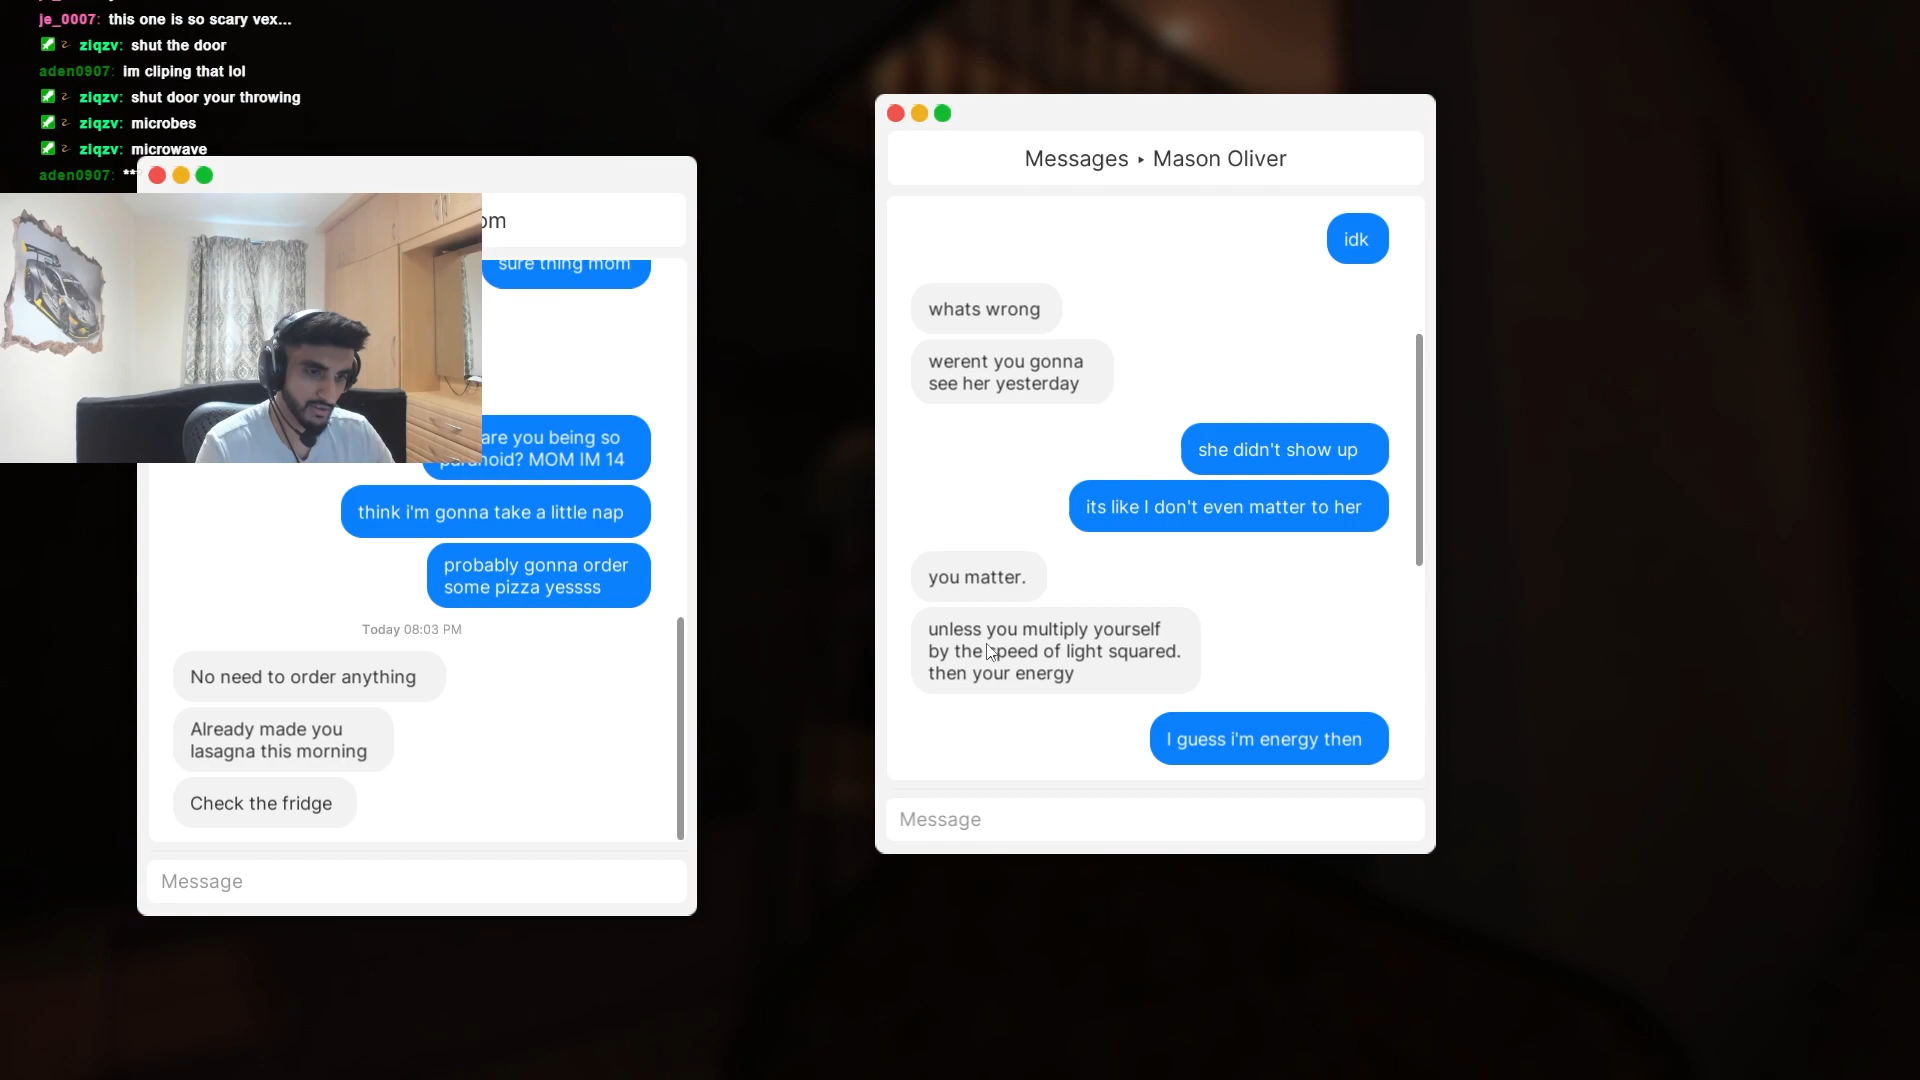 je_0007: this one is so scary vex...
ziqzv: shut the door
aden0907: im cliping that lol
ziqzv: shut door your throwing
ziqzv: microbes
ziqzv: microwave
aden0907: **
sure thing mom
are you being so
paranoid? MOM IM 14
think i'm gonna take a little nap
probably gonna order
some pizza yessss
Today 08:03 PM
No need to order anything
Already made you
lasagna this morning
Check the fridge
Message
Messages ‣ Mason Oliver
idk
whats wrong
werent you gonna
see her yesterday
she didn't show up
its like I don't even matter to her
you matter.
unless you multiply yourself
by the speed of light squared.
then your energy
I guess i'm energy then
Message